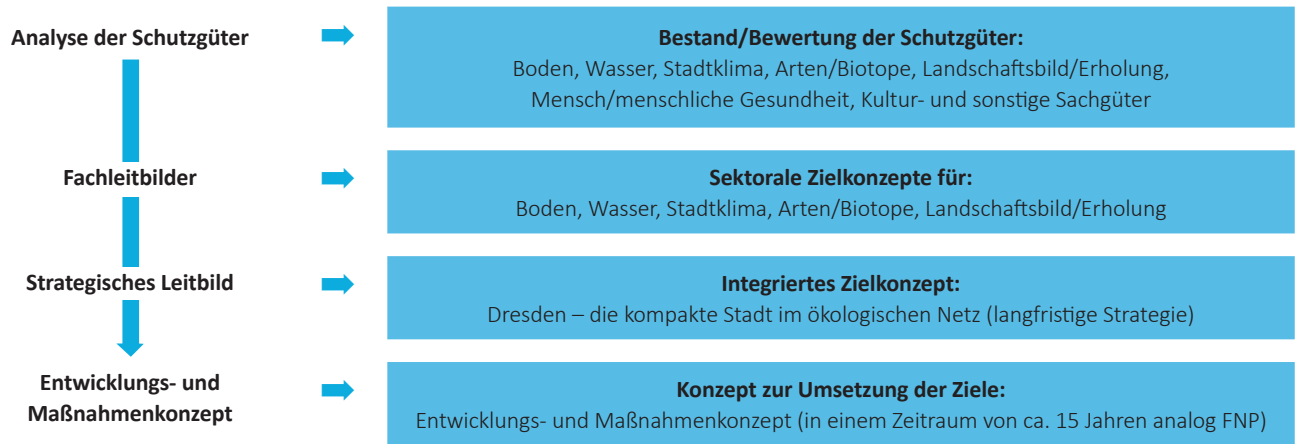 Analyse der Schutzgüter
Bestand/Bewertung der Schutzgüter:
Boden, Wasser, Stadtklima, Arten/Biotope, Landschaftsbild/Erholung,
Mensch/menschliche Gesundheit, Kultur- und sonstige Sachgüter
Fachleitbilder
Sektorale Zielkonzepte für:
Boden, Wasser, Stadtklima, Arten/Biotope, Landschaftsbild/Erholung
Strategisches Leitbild
Integriertes Zielkonzept:
Dresden – die kompakte Stadt im ökologischen Netz (langfristige Strategie)
Entwicklungs- und
Maßnahmenkonzept
Konzept zur Umsetzung der Ziele:
Entwicklungs- und Maßnahmenkonzept (in einem Zeitraum von ca. 15 Jahren analog FNP)